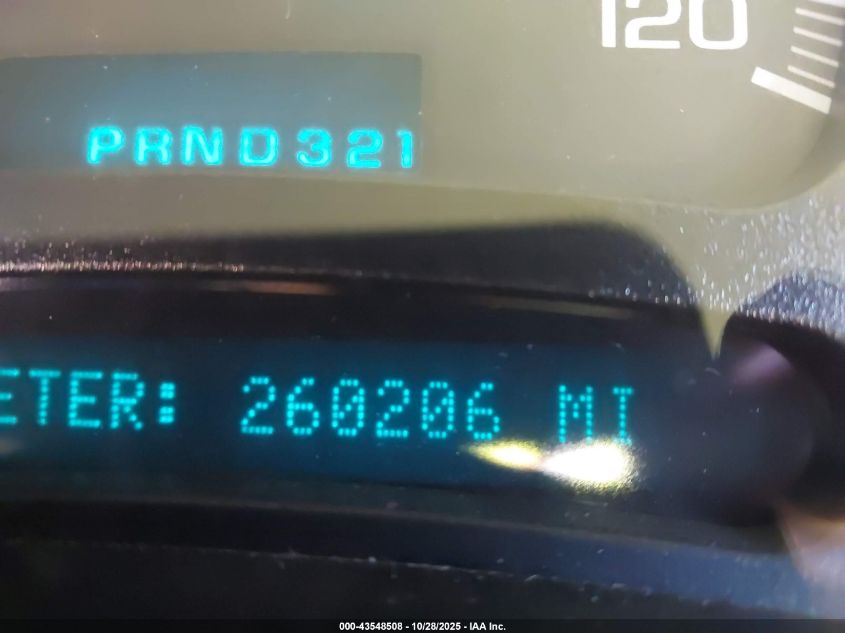 120
PRND321
ETER: 260206 MI
000-43548508 - 10/28/2025 - IAA Inc.